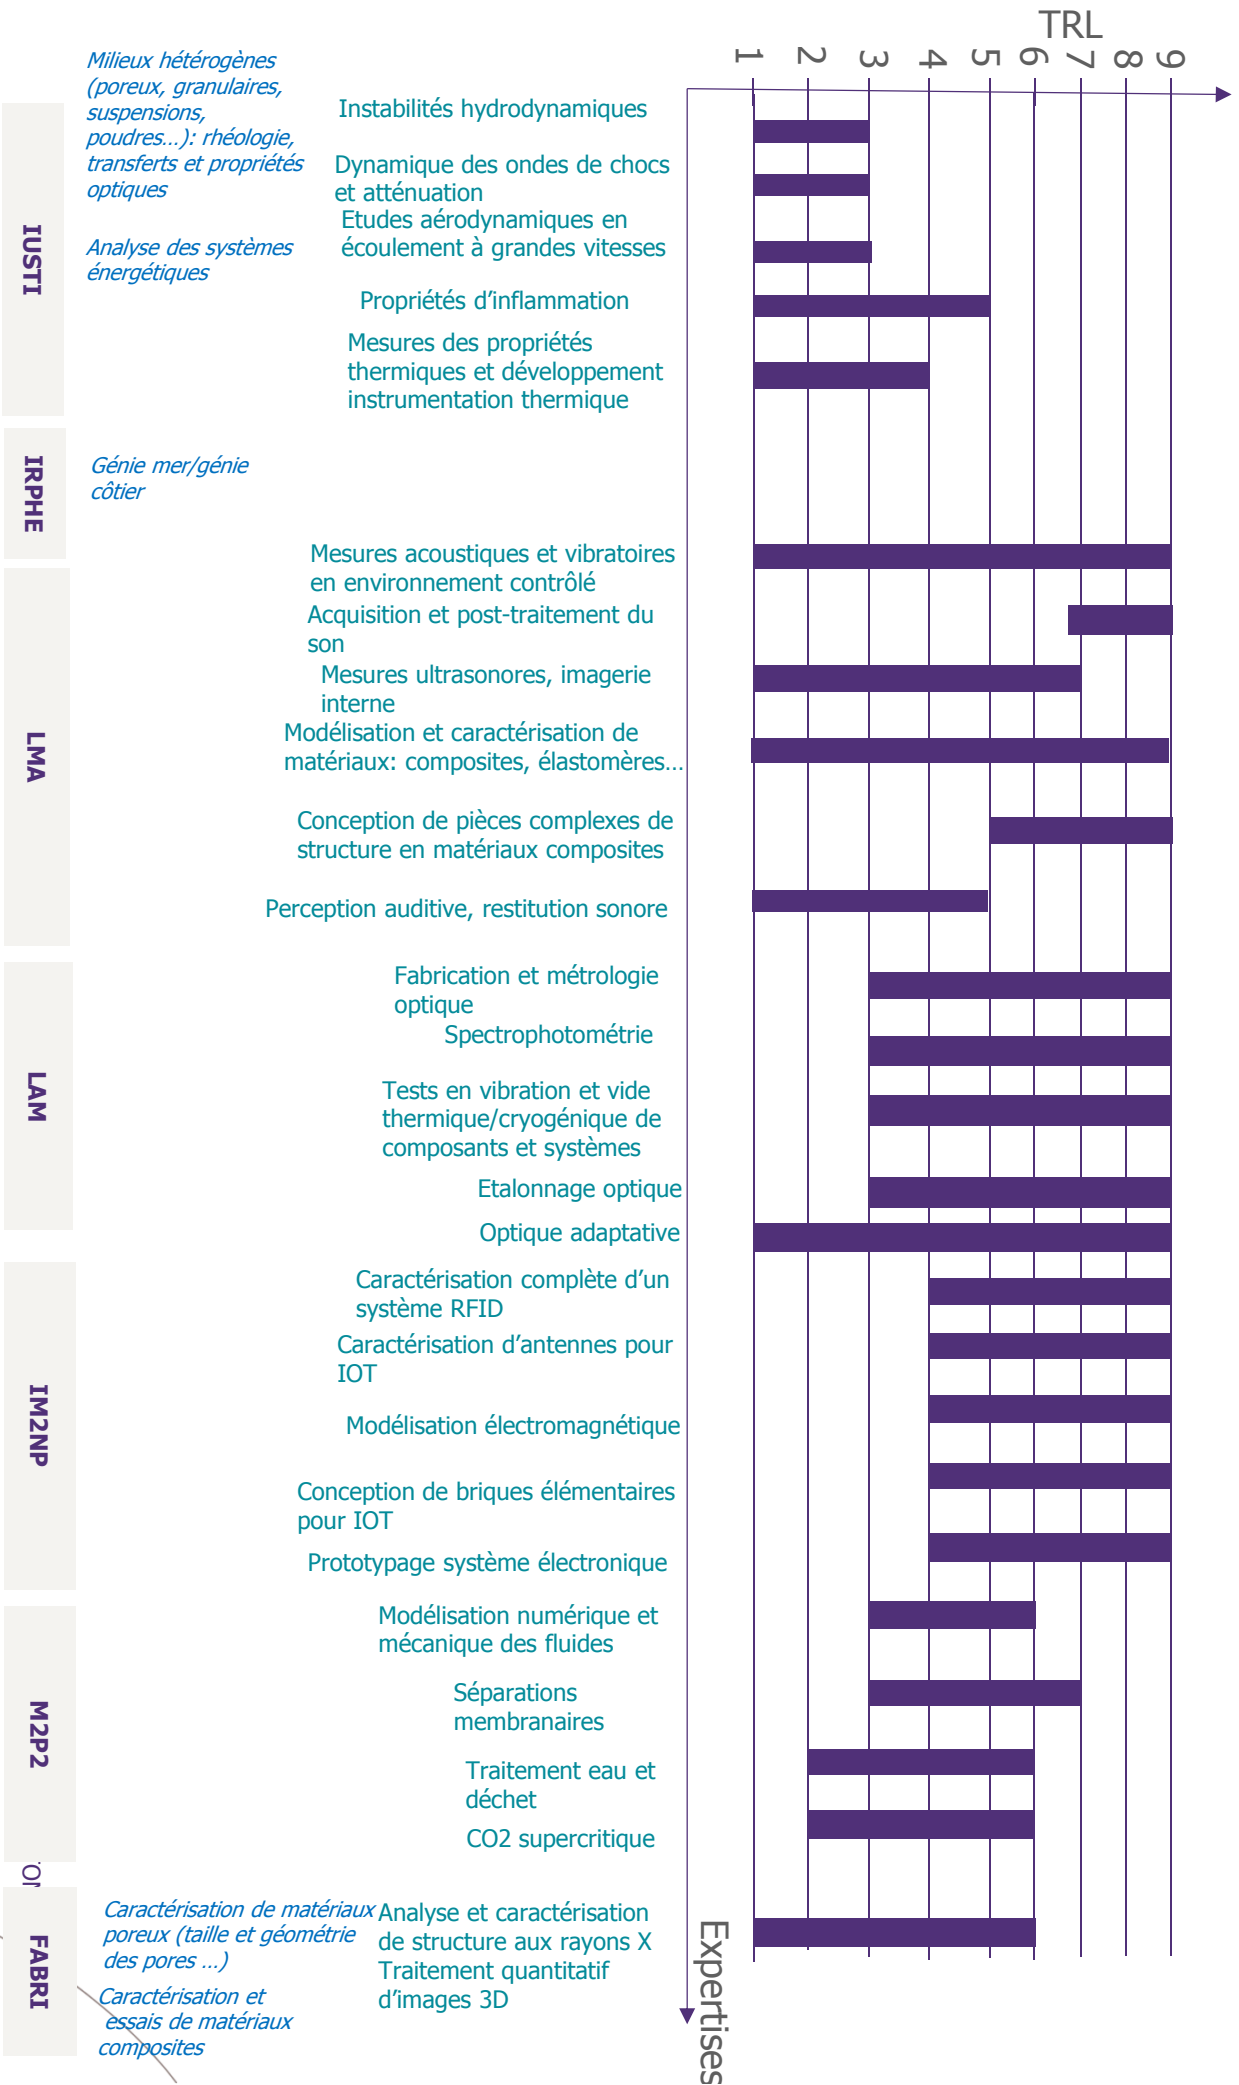 TRL
1 2 3 4 5 6 7 8 9
IUSTI
Milieux hétérogènes
(poreux, granulaires,
suspensions,
poudres…): rhéologie,
transferts et propriétés
optiques
Analyse des systèmes
énergétiques
Instabilités hydrodynamiques
Dynamique des ondes de chocs
et atténuation
Etudes aérodynamiques en
écoulement à grandes vitesses
Propriétés d’inflammation
Mesures des propriétés
thermiques et développement
instrumentation thermique
IRPHE
Génie mer/génie
côtier
LMA
Mesures acoustiques et vibratoires
en environnement contrôlé
Acquisition et post-traitement du
son
Mesures ultrasonores, imagerie
interne
Modélisation et caractérisation de
matériaux: composites, élastomères…
Conception de pièces complexes de
structure en matériaux composites
Perception auditive, restitution sonore
LAM
Fabrication et métrologie
optique
Spectrophotométrie
Tests en vibration et vide
thermique/cryogénique de
composants et systèmes
Etalonnage optique
Optique adaptative
IM2NP
Caractérisation complète d’un
système RFID
Caractérisation d’antennes pour
IOT
Modélisation électromagnétique
Conception de briques élémentaires
pour IOT
Prototypage système électronique
M2P2
Modélisation numérique et
mécanique des fluides
Séparations
membranaires
Traitement eau et
déchet
CO2 supercritique
FABRI
Caractérisation de matériaux
poreux (taille et géométrie
des pores …)
Caractérisation et
essais de matériaux
composites
Analyse et caractérisation
de structure aux rayons X
Traitement quantitatif
d’images 3D
Expertises